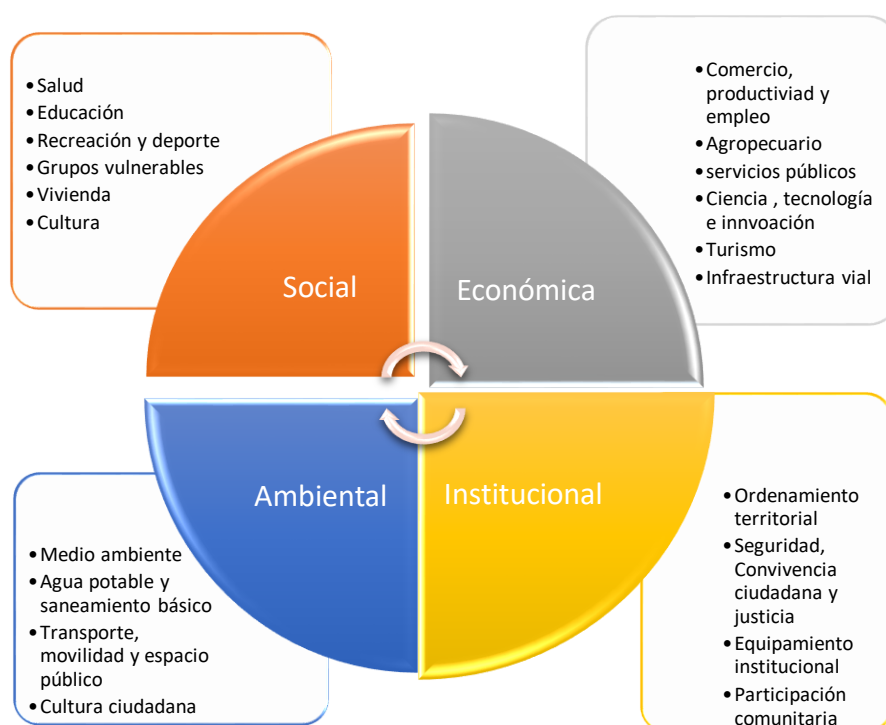 •Salud
•Educación
•Recreación y deporte
•Grupos vulnerables
•Vivienda
•Cultura
•Comercio,
productiviad y
empleo
•Agropecuario
•servicios públicos
•Ciencia , tecnología
e innvoación
•Turismo
•Infraestructura vial
Social
Económica
Ambiental
Institucional
•Medio ambiente
•Agua potable y
saneamiento básico
•Transporte,
movilidad y espacio
público
•Cultura ciudadana
•Ordenamiento
territorial
•Seguridad,
Convivencia
ciudadana y
justicia
•Equipamiento
institucional
•Participación
comunitaria